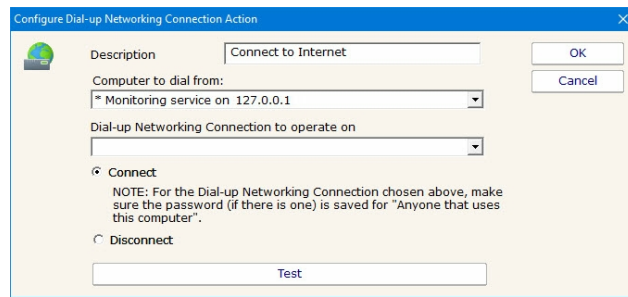 Configure Dial-up Networking Connection Action
Description
Connect to Internet
OK
Computer to dial from:
Cancel
* Monitoring service on 127.0.0.1
Dial-up Networking Connection to operate on
Connect
NOTE: For the Dial-up Networking Connection chosen above, make
sure the password (if there is one) is saved for "Anyone that uses
this computer".
Disconnect
Test